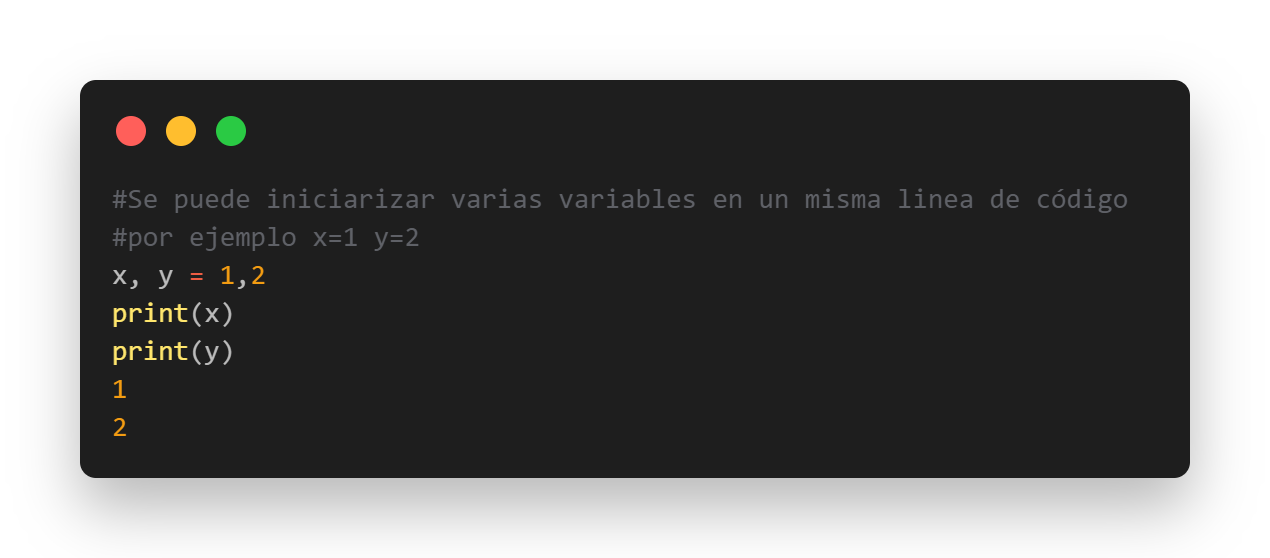 #Se puede iniciarizar varias variables en un misma linea de código
#por ejemplo x=1 y=2
x, y = 1,2
print(x)
print(y)
1
2